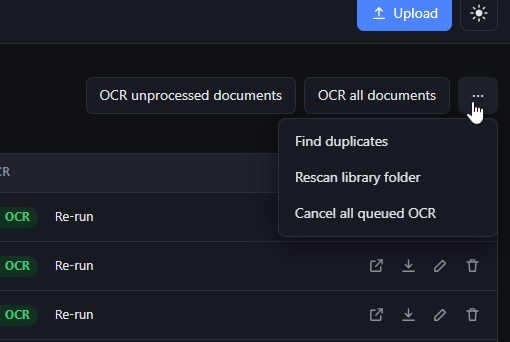 Upload
OCR unprocessed documents OCR all documents ...
Find duplicates
CR
Rescan library folder
Cancel all queued OCR
OCR Re-run
OCR Re-run
OCR Re-run